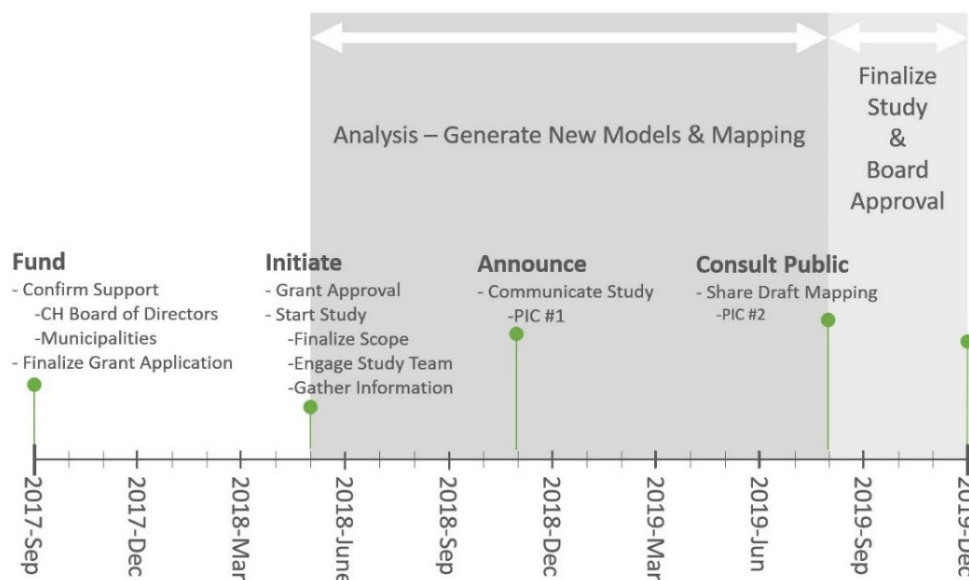 Analysis – Generate New Models & Mapping
Finalize
Study
&
Board
Approval
Fund
- Confirm Support
-CH Board of Directors
-Municipalities
- Finalize Grant Application
Initiate
- Grant Approval
- Start Study
-Finalize Scope
-Engage Study Team
-Gather Information
Announce
- Communicate Study
-PIC #1
Consult Public
- Share Draft Mapping
-PIC #2
2017-Sep
2017-Dec
2018-Mar
2018-June
2018-Sep
2018-Dec
2019-Mar
2019-Jun
2019-Sep
2019-Dec